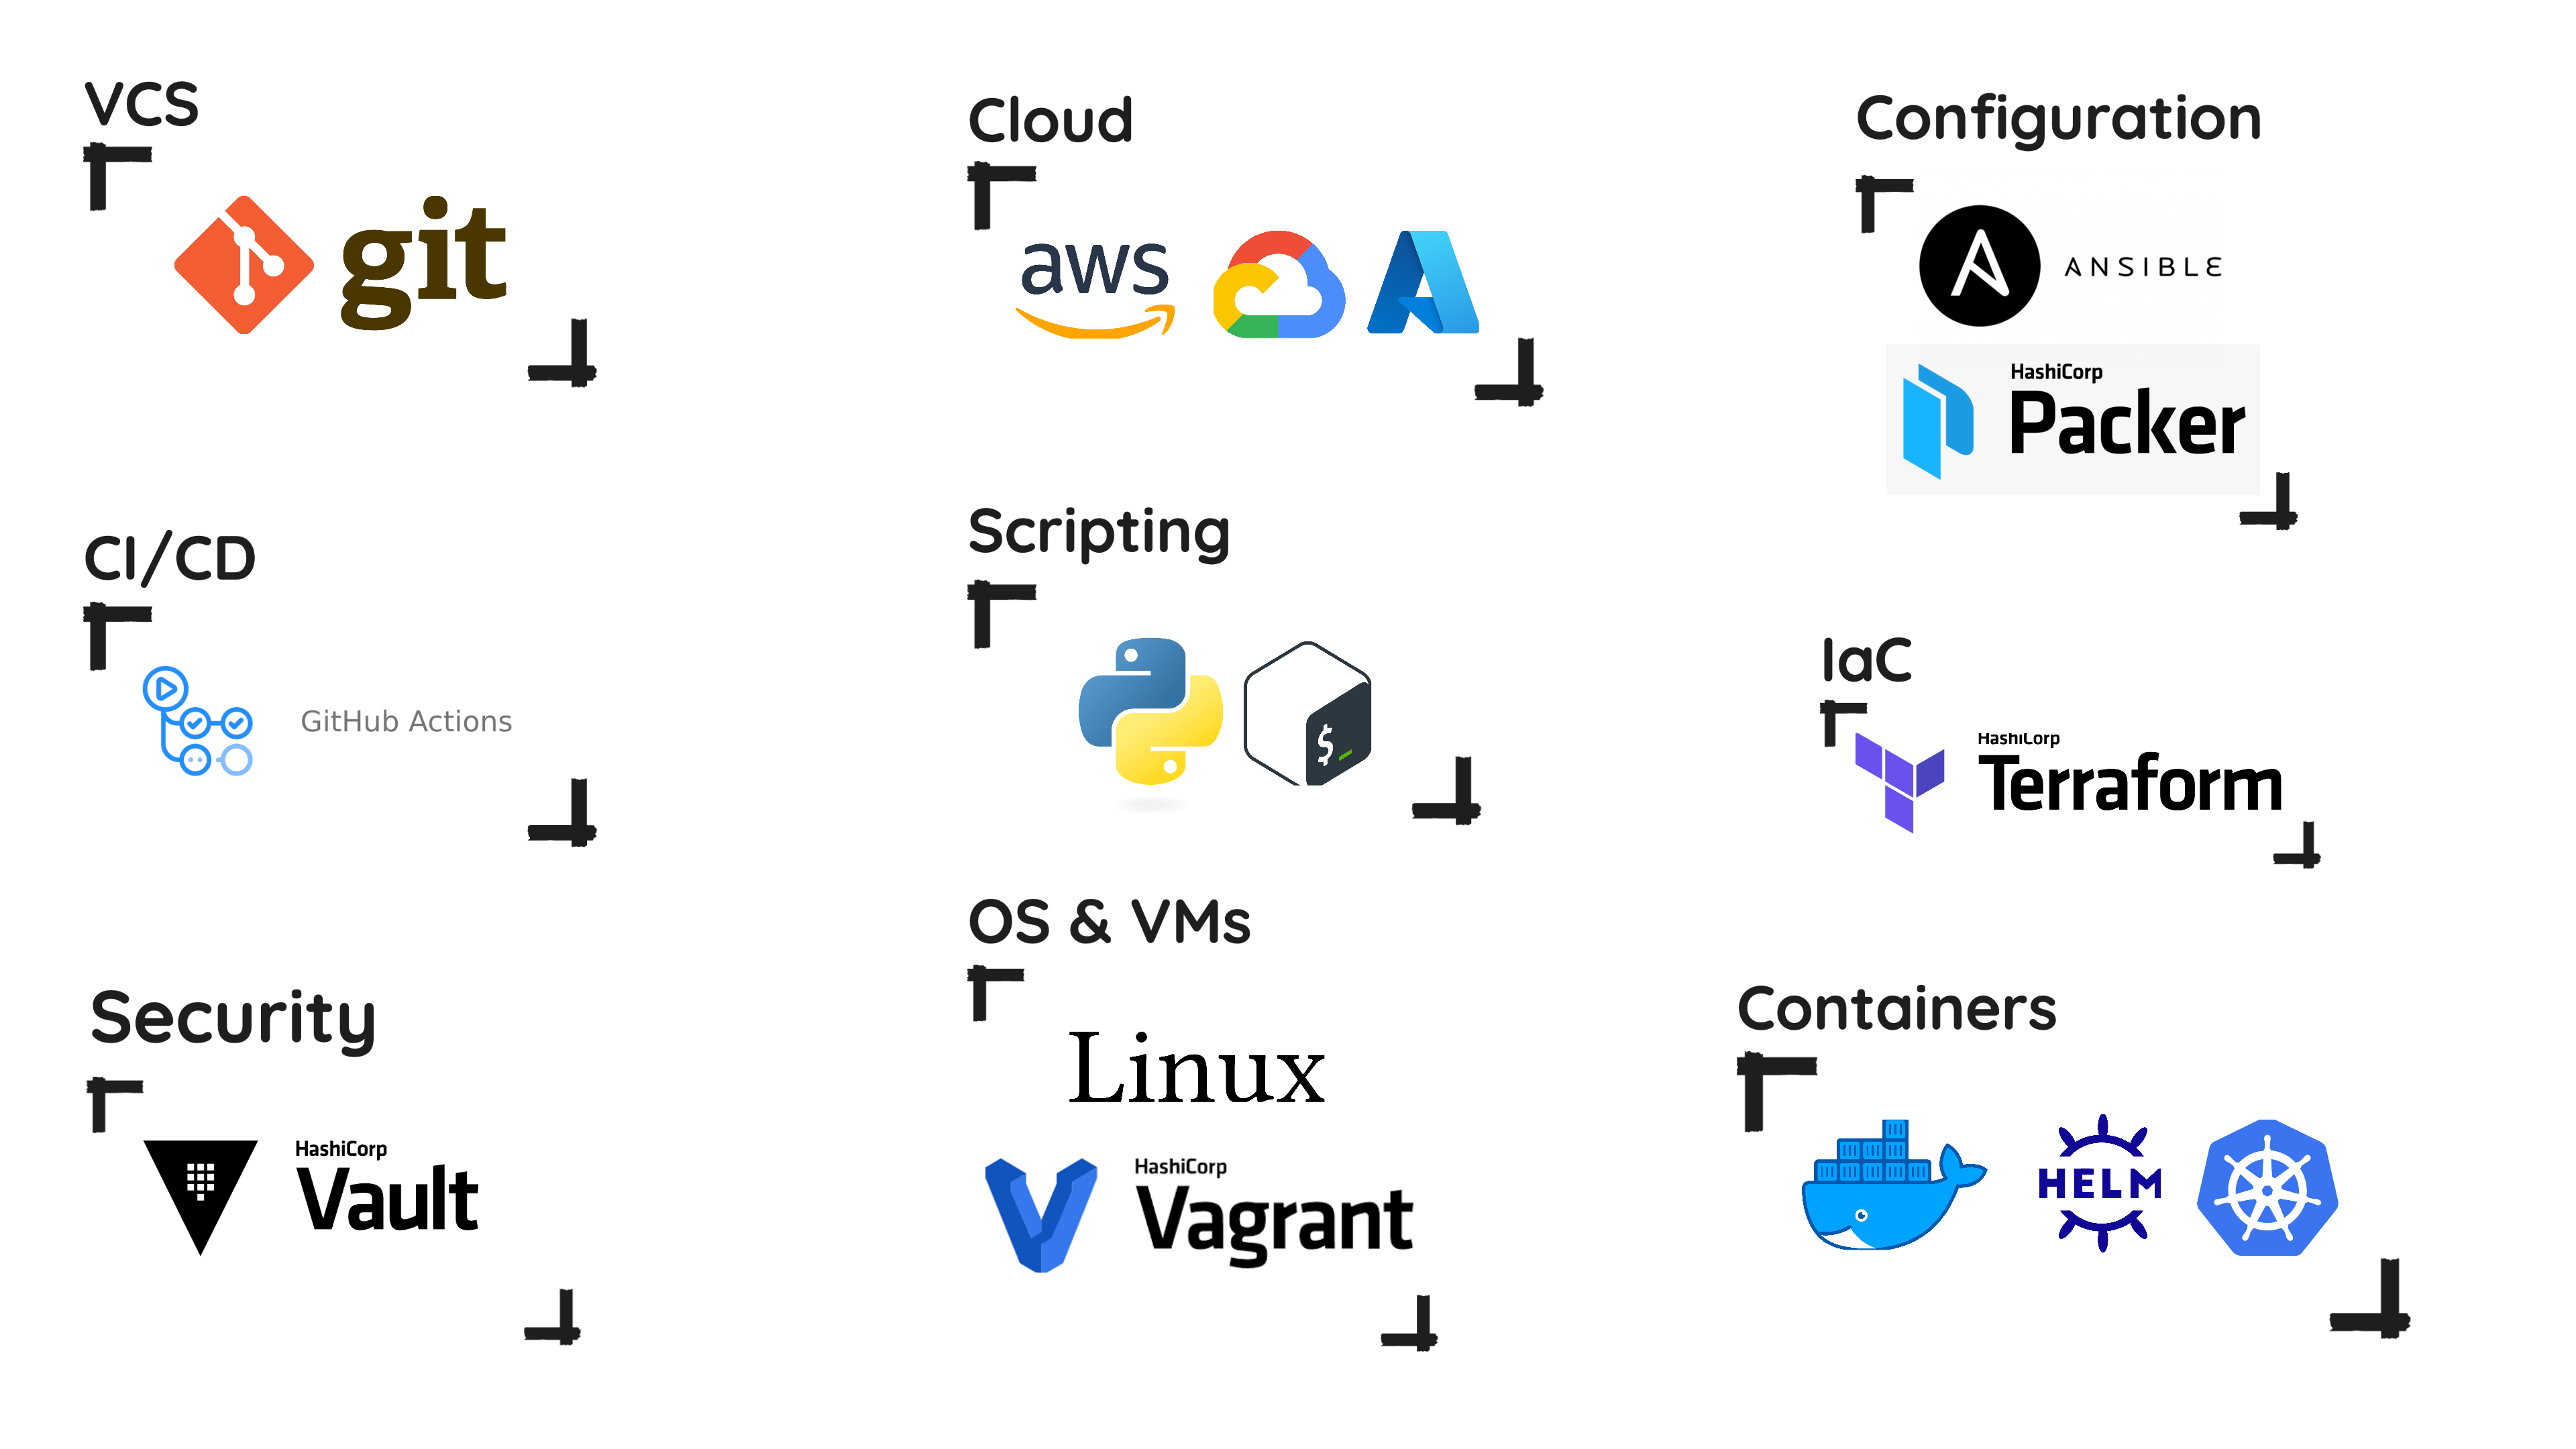 VCS
git
CI/CD
GitHub Actions
Security
HashiCorp
Vault
Cloud
aws
Scripting
$_
OS & VMs
Linux
HashiCorp
Vagrant
Configuration
A ANSIBLE
HashiCorp
Packer
IaC
HashiCorp
Terraform
Containers
HELM